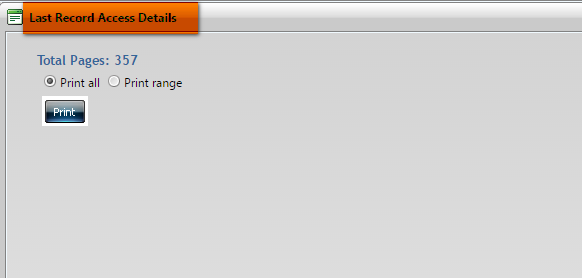 Last Record Access Details
Total Pages: 357
Print all Print range
Print